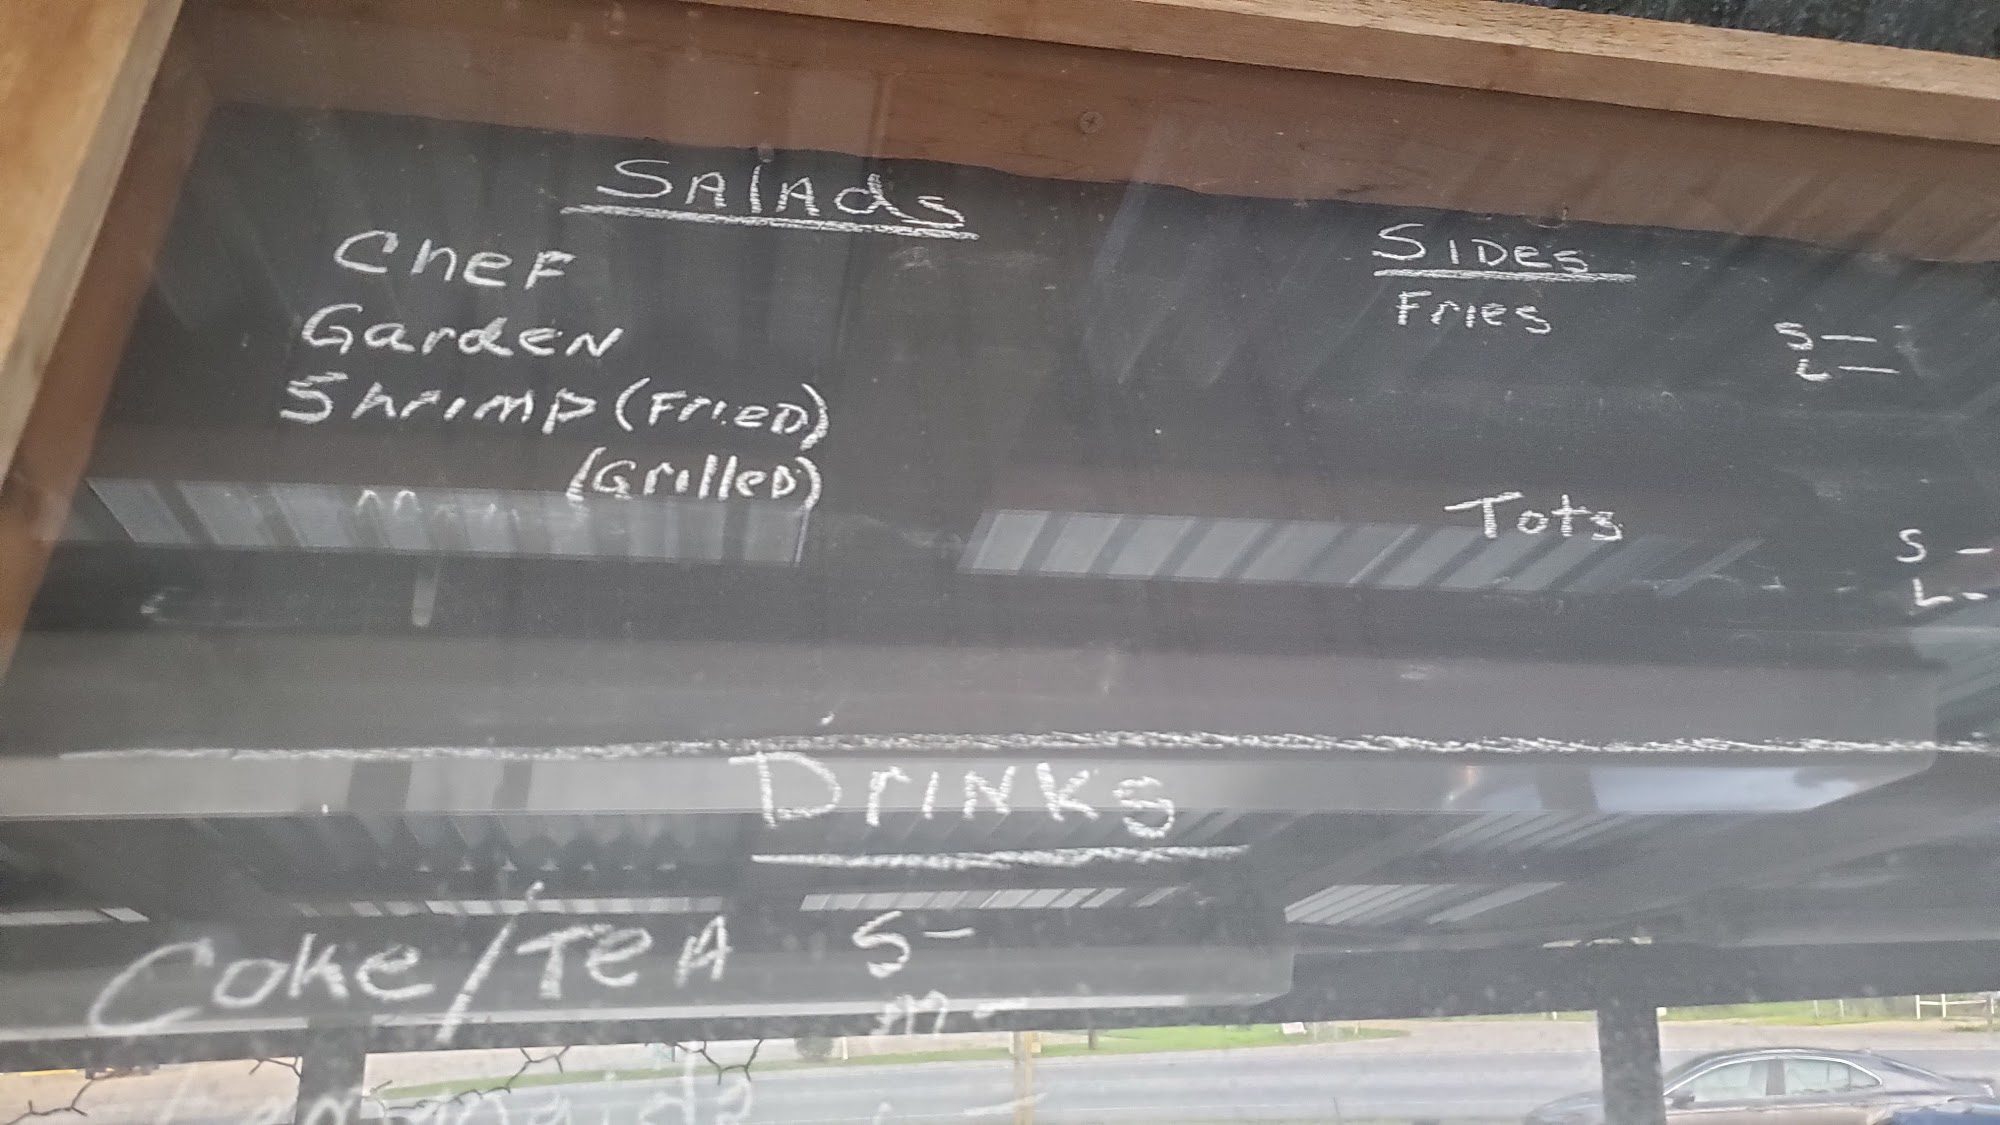 Salads
Chef
Garden
Shrimp (Fried)
(Grilled)
Sides
Fries
S —
L —
Tots
S -
L -
Drinks
Coke/Tea S-
M-